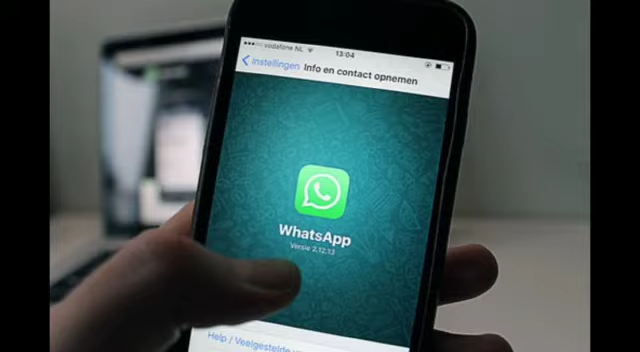 vodafone NL
13:04
Instellingen Info en contact opnemen
WhatsApp
Versie 2.12.13
Help / Veelgestelde